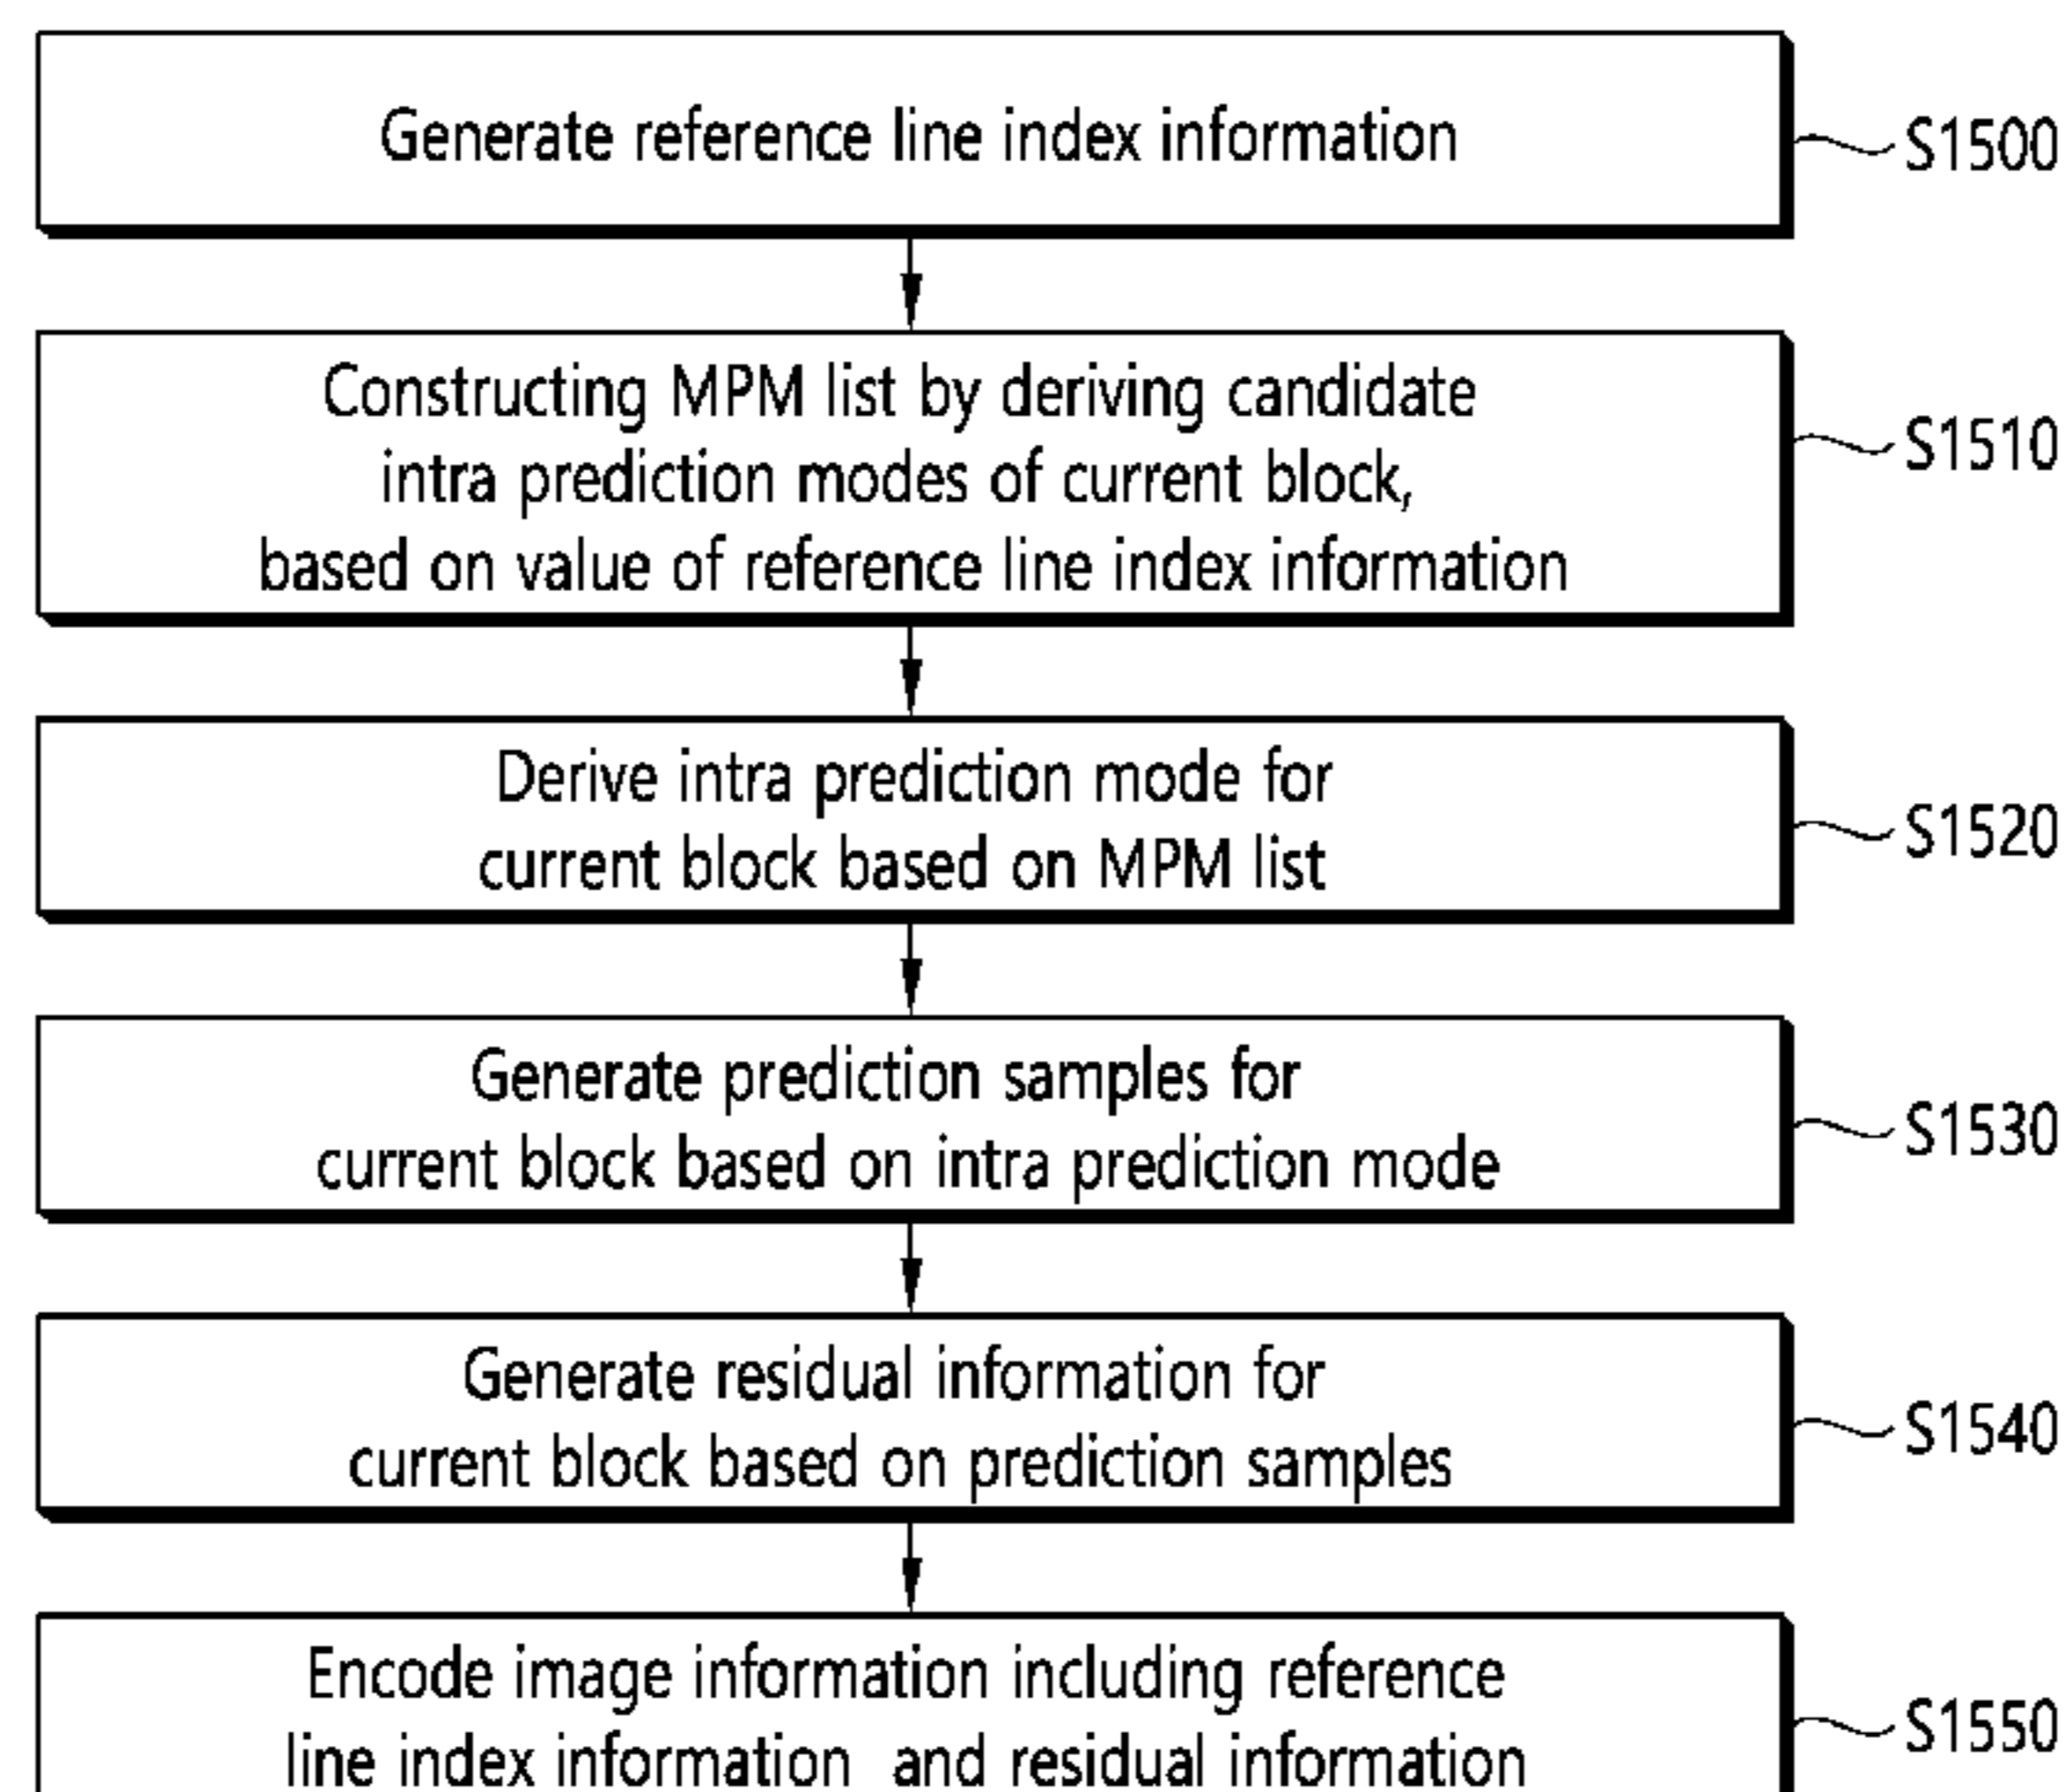 Generate reference line index information
S1500
Constructing MPM list by deriving candidate
intra prediction modes of current block,
based on value of reference line index information
S1510
Derive intra prediction mode for
current block based on MPM list
S1520
Generate prediction samples for
current block based on intra prediction mode
S1530
Generate residual information for
current block based on prediction samples
S1540
Encode image information including reference
line index information and residual information
S1550